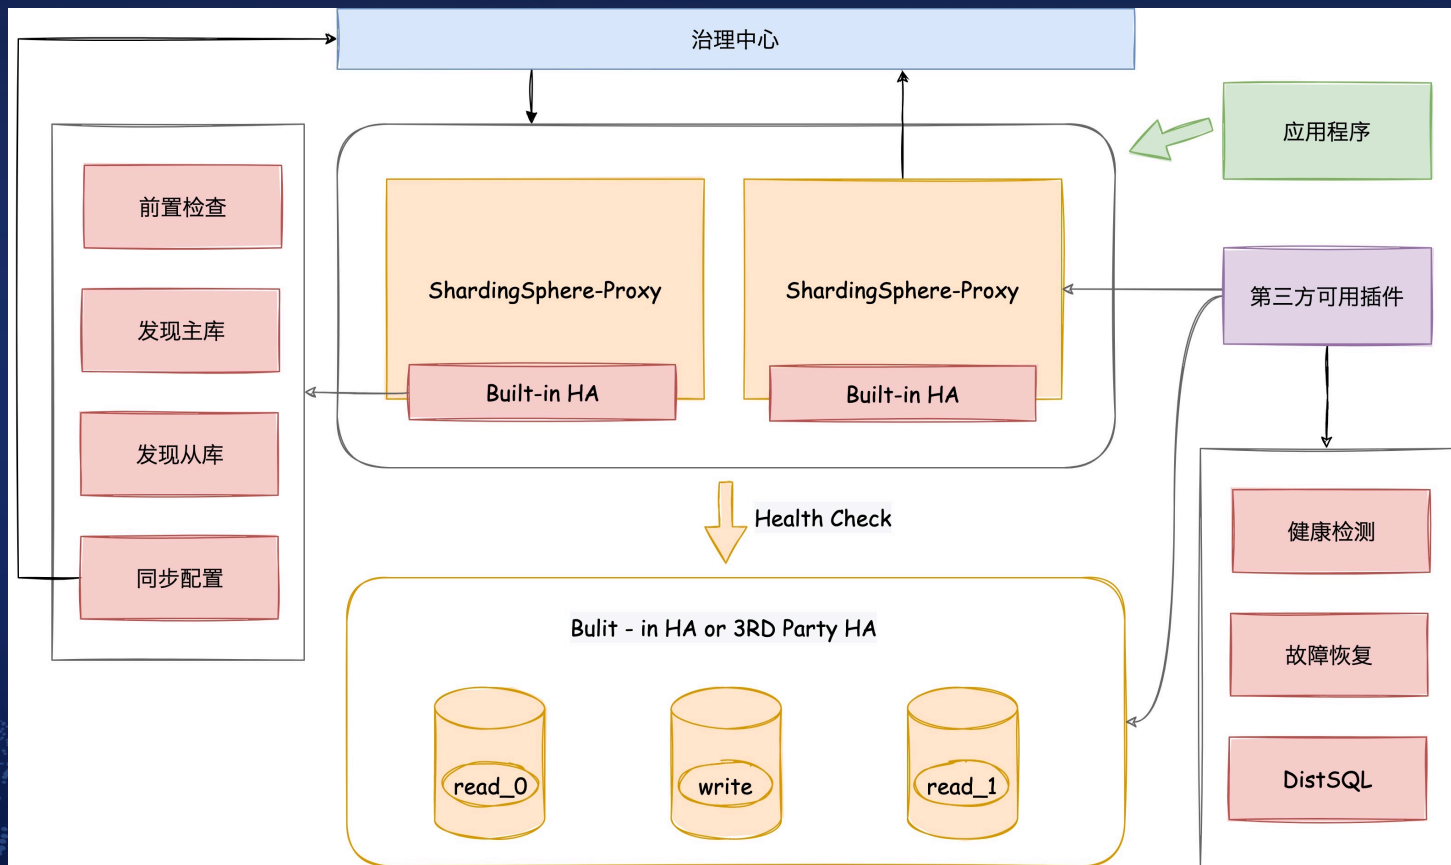 治理中心
应用程序
前置检查
发现主库
发现从库
同步配置
ShardingSphere-Proxy
Built-in HA
ShardingSphere-Proxy
Built-in HA
第三方可用插件
Health Check
Bulit - in HA or 3RD Party HA
read_0
write
read_1
健康检测
故障恢复
DistSQL